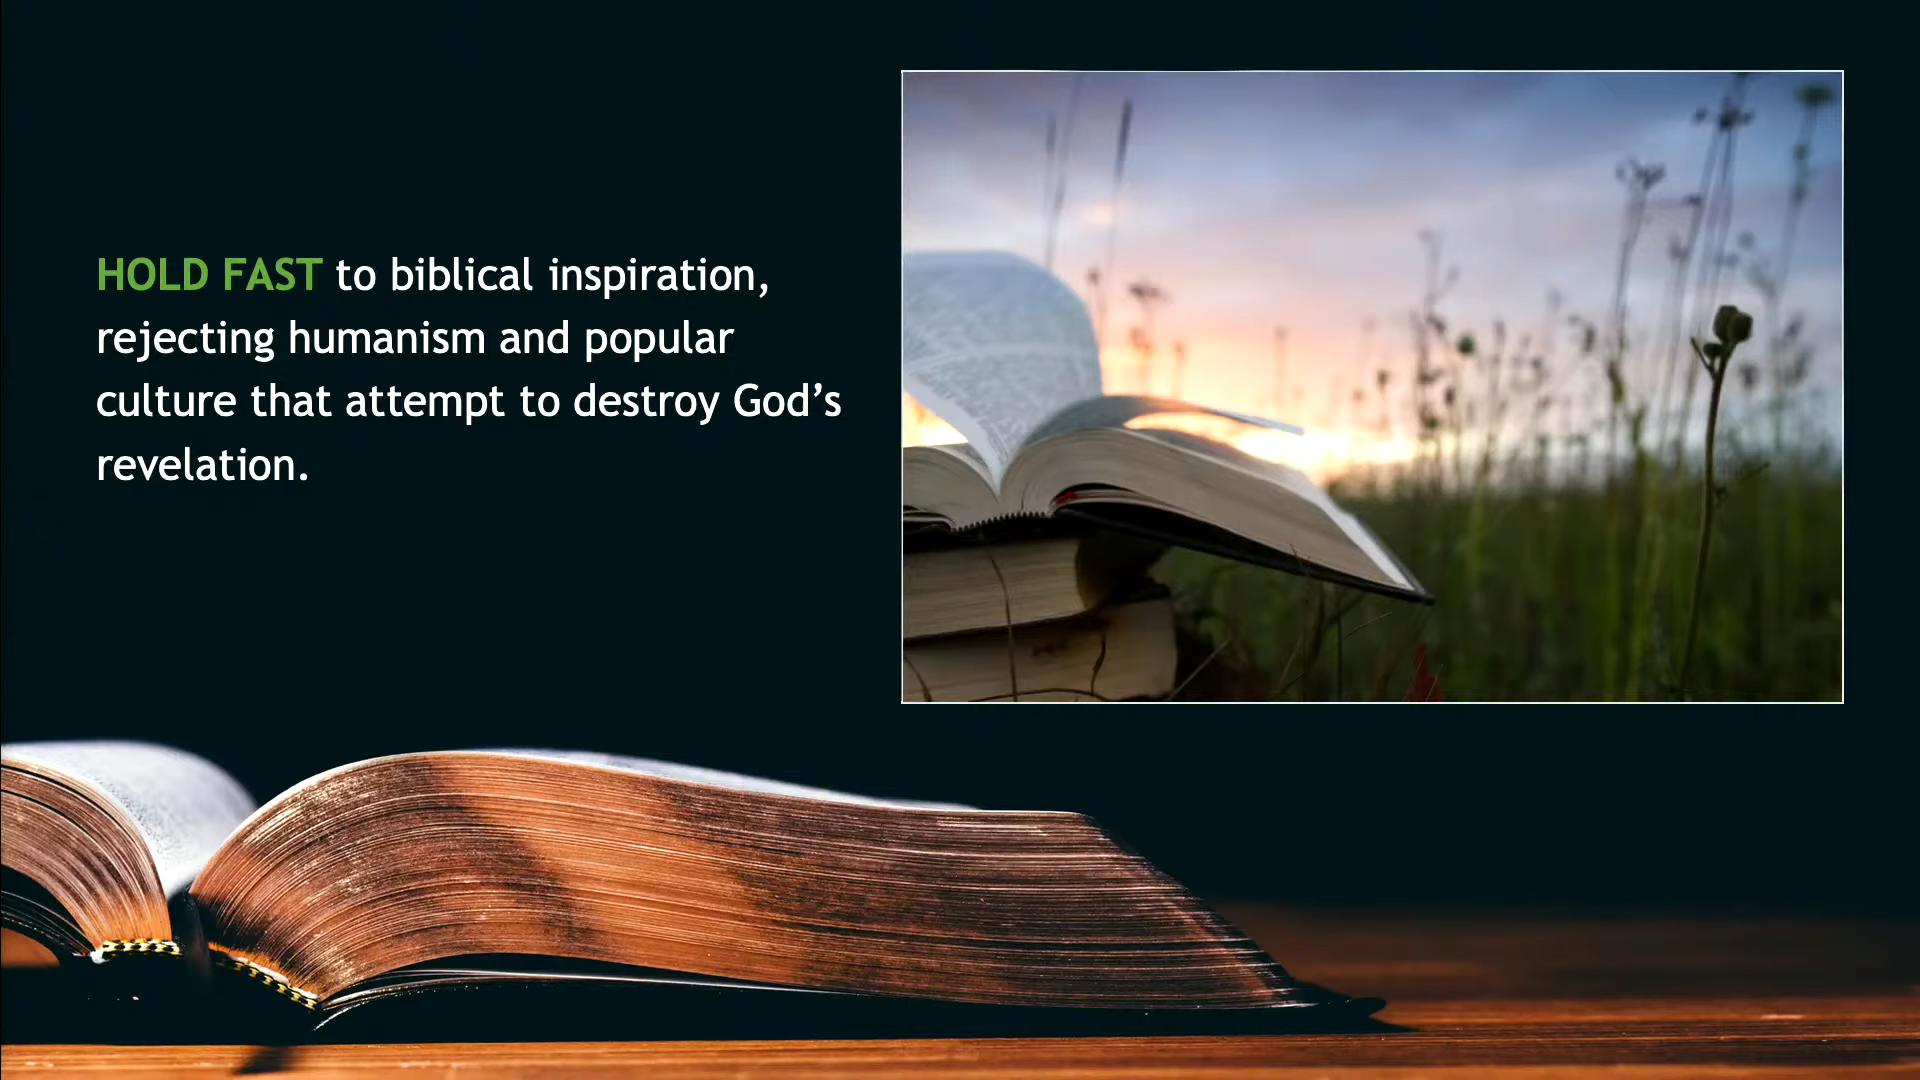 HOLD FAST to biblical inspiration,
rejecting humanism and popular
culture that attempt to destroy God’s
revelation.